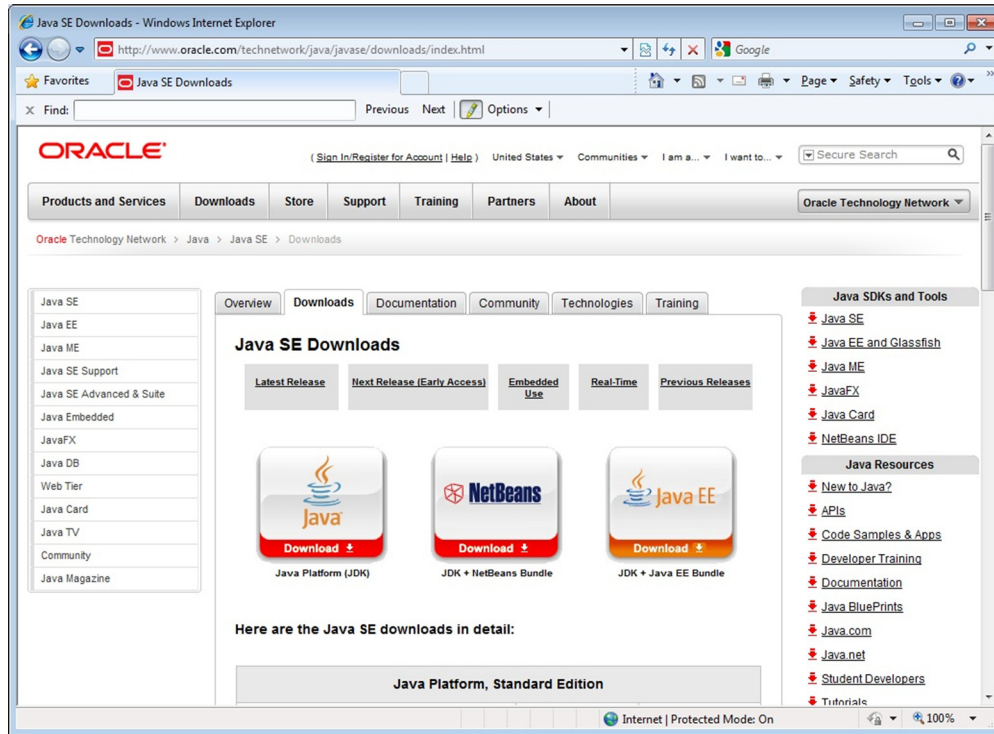 Java SE Downloads - Windows Internet Explorer
http://www.oracle.com/technetwork/java/javase/downloads/index.html
Google
Favorites
Java SE Downloads
Page Safety Tools »
x Find: Previous Next Options
ORACLE
( Sign In/Register for Account | Help ) United States Communities I am a... I want to... Secure Search
Products and Services Downloads Store Support Training Partners About Oracle Technology Network
Oracle Technology Network > Java > Java SE > Downloads
Java SE
Java EE
Java ME
Java SE Support
Java SE Advanced & Suite
Java Embedded
JavaFX
Java DB
Web Tier
Java Card
Java TV
Community
Java Magazine
Overview Downloads Documentation Community Technologies Training
Java SE Downloads
Latest Release Next Release (Early Access) Embedded Use Real-Time Previous Releases
Java NetBeans Java EE
Download Download Download
Java Platform (JDK) JDK + NetBeans Bundle JDK + Java EE Bundle
Here are the Java SE downloads in detail:
Java Platform, Standard Edition
Java SDKs and Tools
Java SE
Java EE and Glassfish
Java ME
JavaFX
Java Card
NetBeans IDE
Java Resources
New to Java?
APIs
Code Samples & Apps
Developer Training
Documentation
Java BluePrints
Java.com
Java.net
Student Developers
Tutorials
Internet | Protected Mode: On 100%